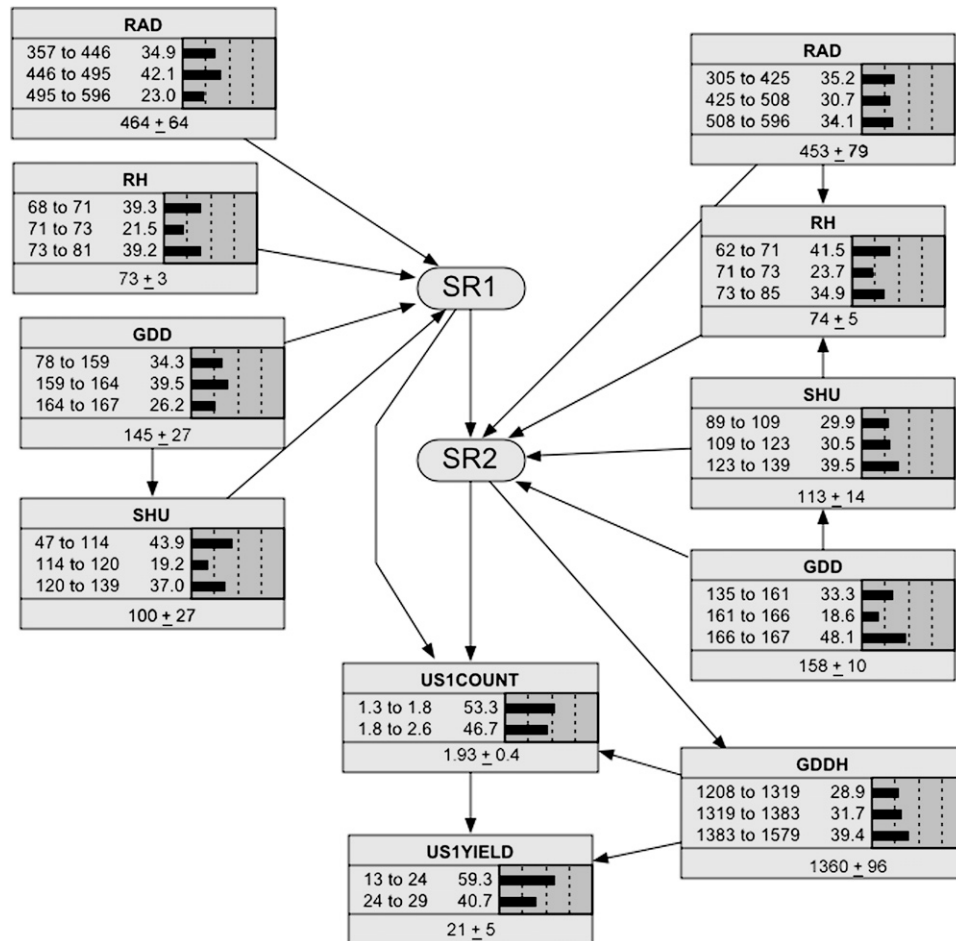 RAD
357 to 446 34.9
446 to 495 42.1
495 to 596 23.0
464 ± 64
RH
68 to 71 39.3
71 to 73 21.5
73 to 81 39.2
73 ± 3
GDD
78 to 159 34.3
159 to 164 39.5
164 to 167 26.2
145 ± 27
SHU
47 to 114 43.9
114 to 120 19.2
120 to 139 37.0
100 ± 27
SR1
SR2
RAD
305 to 425 35.2
425 to 508 30.7
508 to 596 34.1
453 ± 79
RH
62 to 71 41.5
71 to 73 23.7
73 to 85 34.9
74 ± 5
SHU
89 to 109 29.9
109 to 123 30.5
123 to 139 39.5
113 ± 14
GDD
135 to 161 33.3
161 to 166 18.6
166 to 167 48.1
158 ± 10
US1COUNT
1.3 to 1.8 53.3
1.8 to 2.6 46.7
1.93 ± 0.4
GDDH
1208 to 1319 28.9
1319 to 1383 31.7
1383 to 1579 39.4
1360 ± 96
US1YIELD
13 to 24 59.3
24 to 29 40.7
21 ± 5